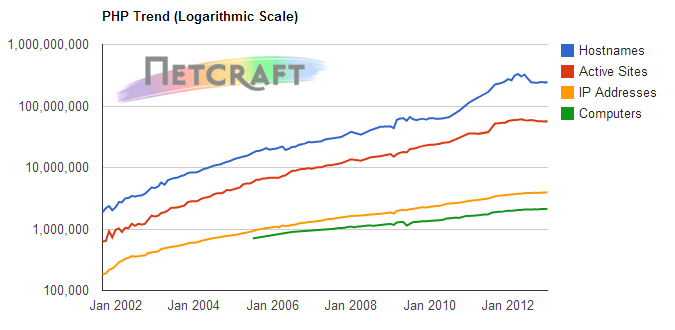 PHP Trend (Logarithmic Scale)
1,000,000,000
NETCRAFT
Hostnames
Active Sites
100,000,000
IP Addresses
Computers
10,000,000
1,000,000
100,000
Jan 2002 Jan 2004 Jan 2006 Jan 2008 Jan 2010 Jan 2012